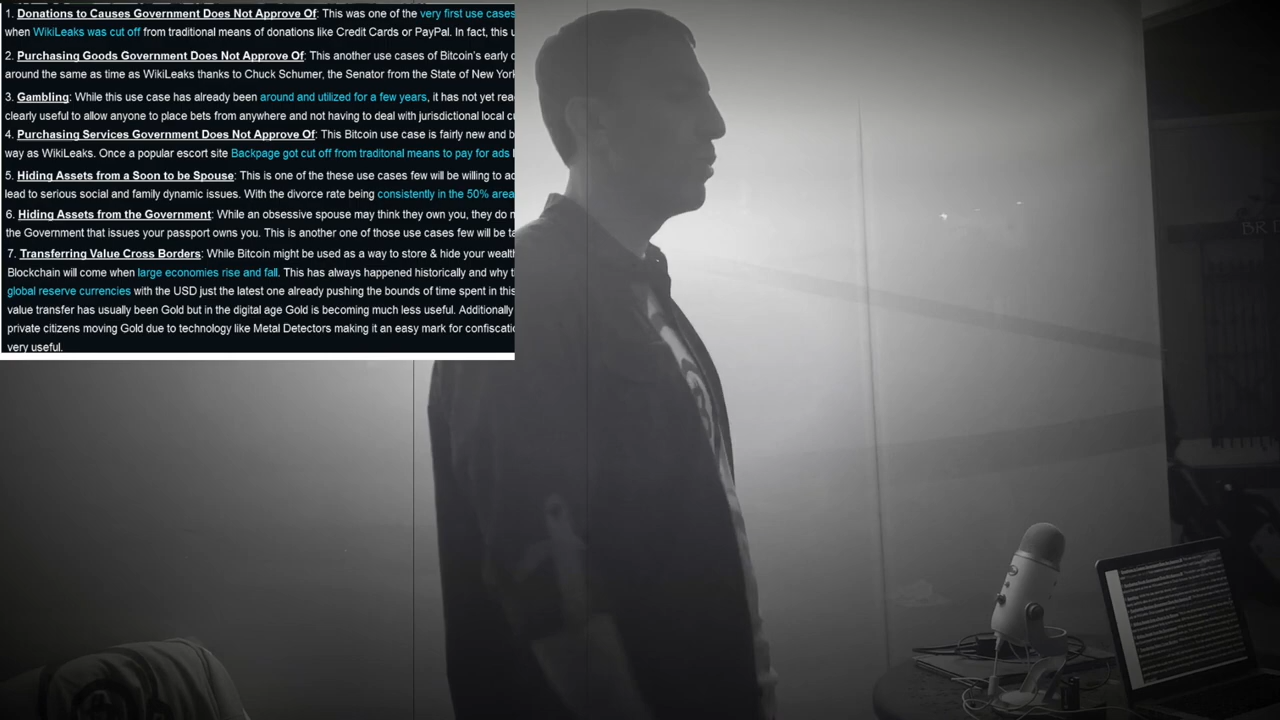 1. Donations to Causes Government Does Not Approve Of: This was one of the very first use cases
when WikiLeaks was cut off from traditional means of donations like Credit Cards or PayPal. In fact, this
2. Purchasing Goods Government Does Not Approve Of: This another use cases of Bitcoin's early
around the same as time as WikiLeaks thanks to Chuck Schumer, the Senator from the State of New York
3. Gambling: While this use case has already been around and utilized for a few years, it has not yet
clearly useful to allow anyone to place bets from anywhere and not having to deal with jurisdictional local
4. Purchasing Services Government Does Not Approve Of: This Bitcoin use case is fairly new and
way as WikiLeaks. Once a popular escort site Backpage got cut off from traditonal means to pay for ads
5. Hiding Assets from a Soon to be Spouse: This is one of the these use cases few will be willing to
lead to serious social and family dynamic issues. With the divorce rate being consistently in the 50% area
6. Hiding Assets from the Government: While an obsessive spouse may think they own you, they do
the Government that issues your passport owns you. This is another one of those use cases few will be
7. Transferring Value Cross Borders: While Bitcoin might be used as a way to store & hide your
Blockchain will come when large economies rise and fall. This has always happened historically and why
global reserve currencies with the USD just the latest one already pushing the bounds of time spent in this
value transfer has usually been Gold but in the digital age Gold is becoming much less useful. Additionally
private citizens moving Gold due to technology like Metal Detectors making it an easy mark for
very useful.